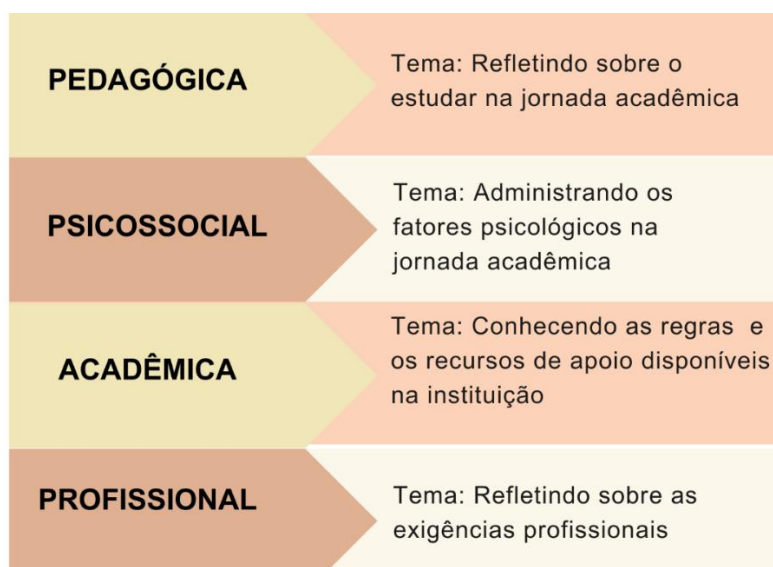 PEDAGÓGICA
Tema: Refletindo sobre o
estudar na jornada acadêmica
PSICOSSOCIAL
Tema: Administrando os
fatores psicológicos na
jornada acadêmica
ACADÊMICA
Tema: Conhecendo as regras e
os recursos de apoio disponíveis
na instituição
PROFISSIONAL
Tema: Refletindo sobre as
exigências profissionais